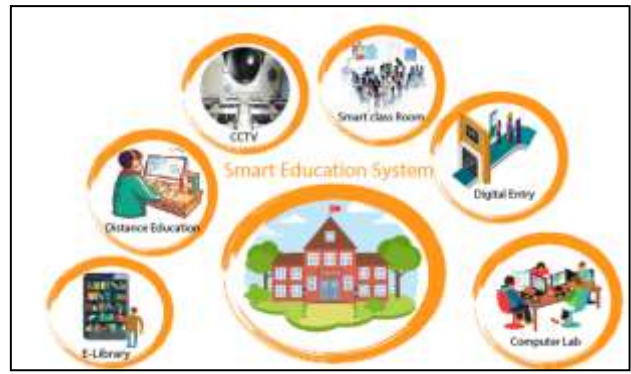 CCTV
Smart class Room
Smart Education System
Digital Entry
Distance Education
E-Library
Computer Lab